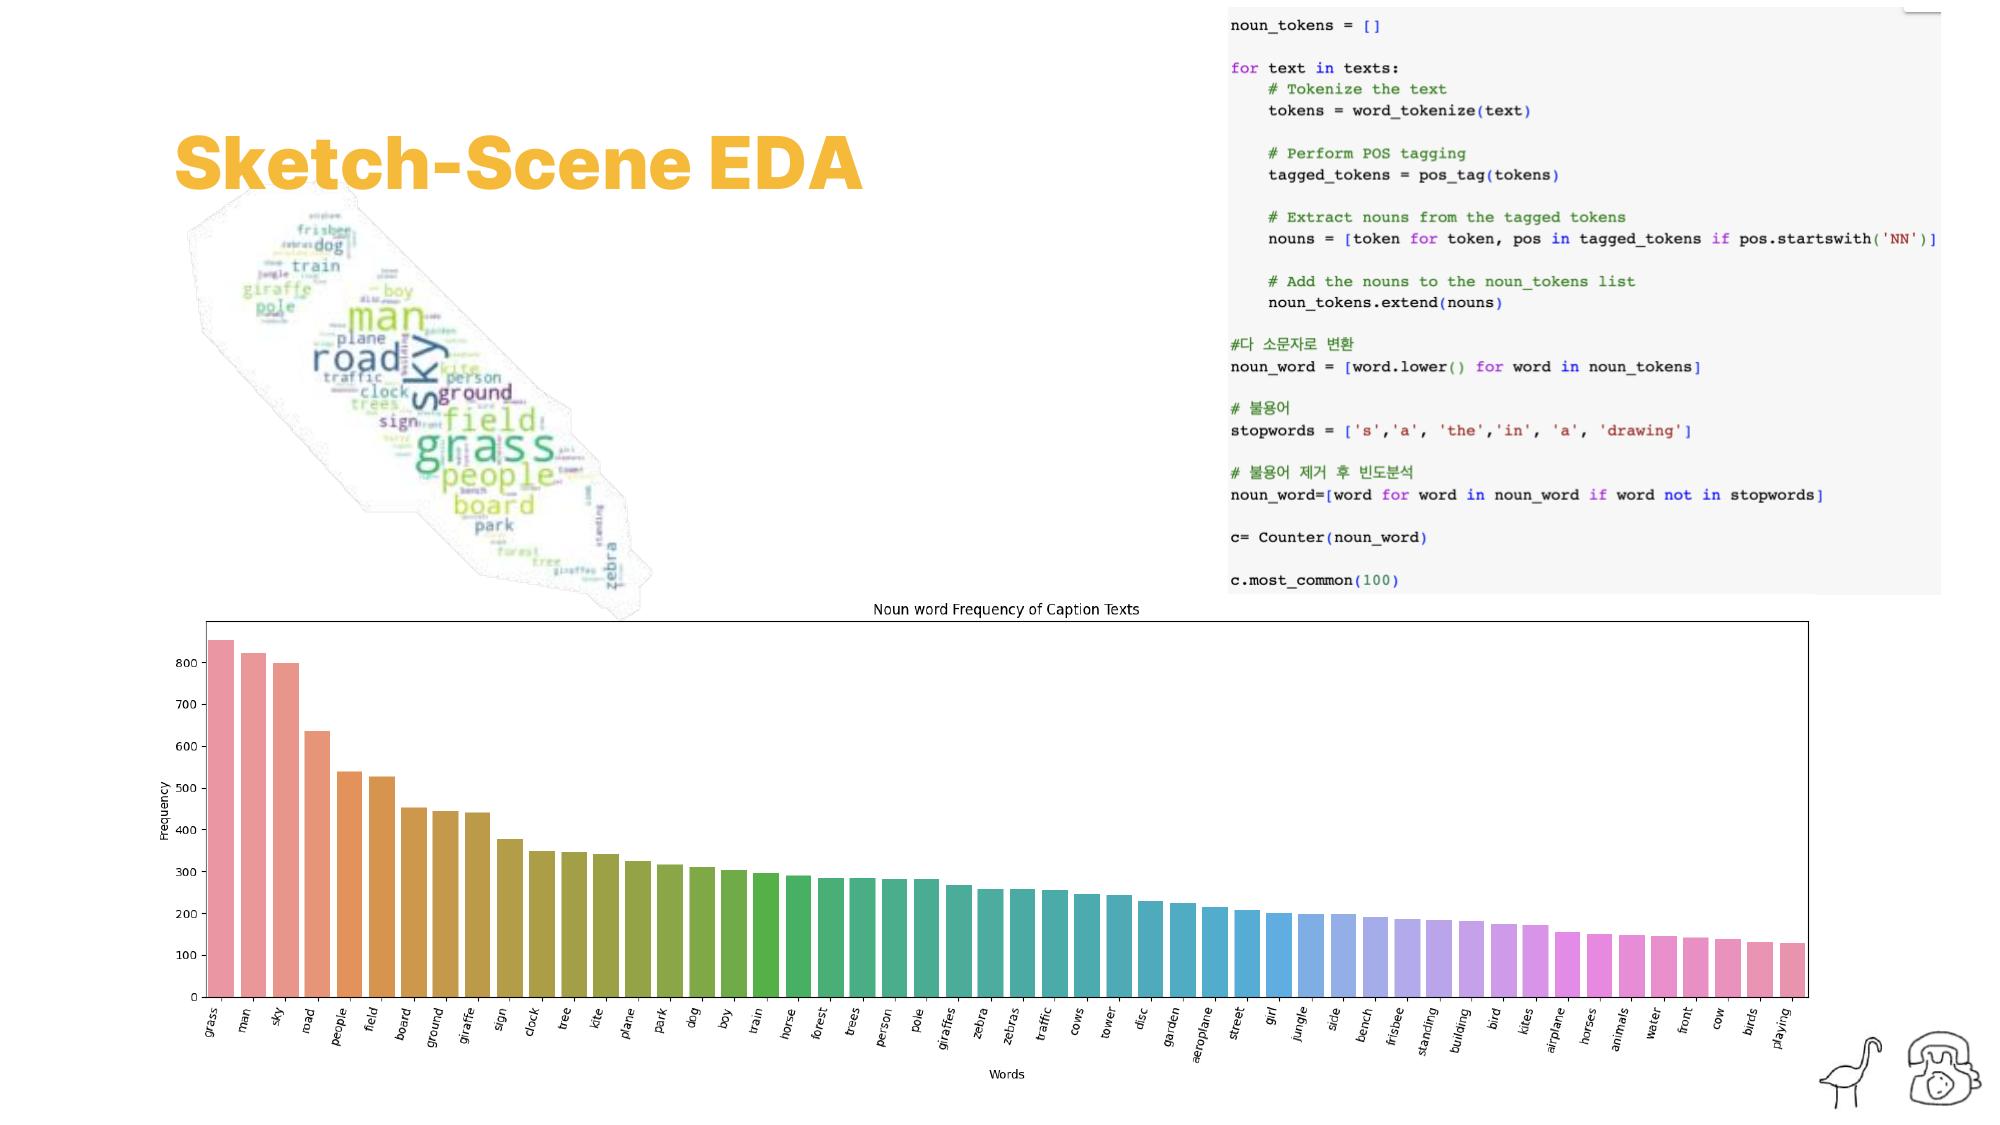 Sketch-Scene EDA
noun_tokens = []
for text in texts:
# Tokenize the text
tokens = word_tokenize(text)
# Perform POS tagging
tagged_tokens = pos_tag(tokens)
# Extract nouns from the tagged tokens
nouns = [token for token, pos in tagged_tokens if pos.startswith('NN')]
# Add the nouns to the noun_tokens list
noun_tokens.extend(nouns)
#다 소문자로 변환
noun_word = [word.lower() for word in noun_tokens]
# 불용어
stopwords = ['s','a', 'the','in', 'a', 'drawing']
# 불용어 제거 후 빈도분석
noun_word=[word for word in noun_word if word not in stopwords]
c= Counter(noun_word)
c.most_common(100)
frisbee
zebras
dog
train
jungle
giraffe
pole
boy
man
plane
road
sky
building
kite
traffic
person
clock
ground
trees
sign
field
grass
people
bench
board
park
standing
forest
tree
giraffes
zebra
Noun word Frequency of Caption Texts
Frequency
800
700
600
500
400
300
200
100
0
grass
man
sky
road
people
field
board
ground
giraffe
sign
clock
tree
kite
plane
park
dog
boy
train
horse
forest
trees
person
pole
giraffes
zebra
zebras
traffic
cows
tower
disc
garden
aeroplane
street
girl
jungle
side
bench
frisbee
standing
building
bird
kites
airplane
horses
animals
water
front
cow
birds
playing
Words